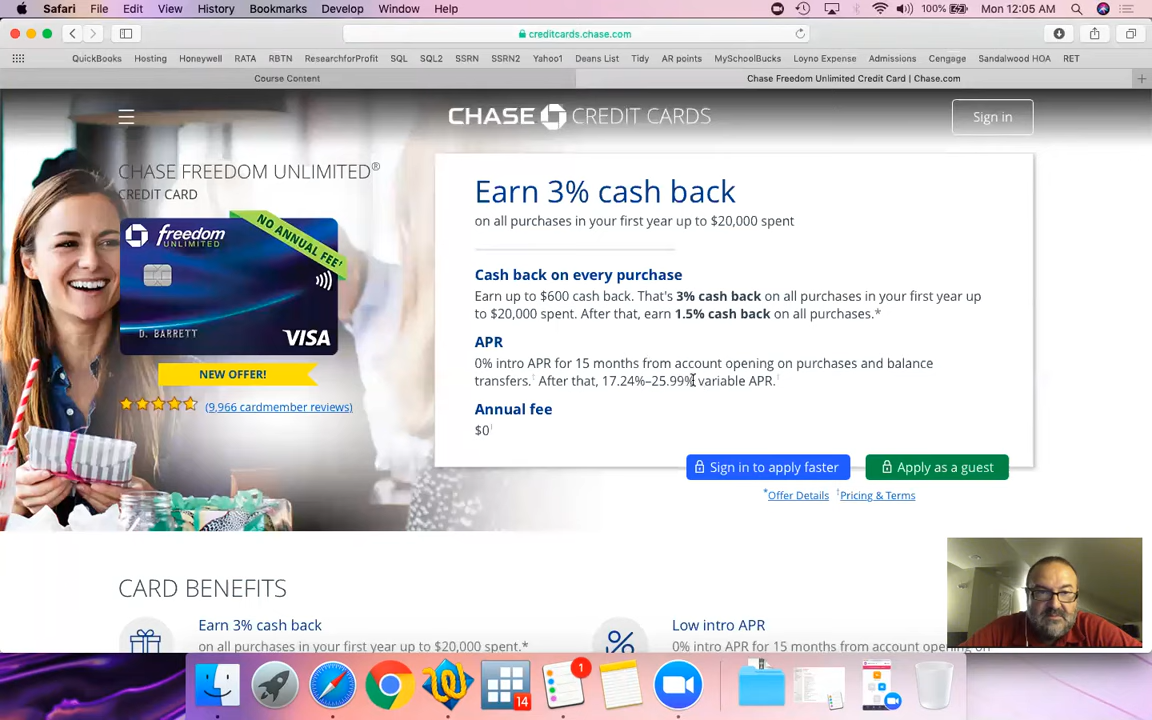 Safari File Edit View History Bookmarks Develop Window Help 100% Mon 12:05 AM
creditcards.chase.com
QuickBooks Hosting Honeywell RATA RBTN ResearchforProfit SQL SQL2 SSRN SSRN2 Yahoo1 Deans List Tidy AR points MySchoolBucks Loyno Expense Admissions Cengage Sandalwood HOA RET
Course Content Chase Freedom Unlimited Credit Card | Chase.com
CHASE CREDIT CARDS
Sign in
CHASE FREEDOM UNLIMITED®
CREDIT CARD
NO ANNUAL FEE!
freedom
UNLIMITED
D. BARRETT
VISA
NEW OFFER!
(9,966 cardmember reviews)
Earn 3% cash back
on all purchases in your first year up to $20,000 spent
Cash back on every purchase
Earn up to $600 cash back. That's 3% cash back on all purchases in your first year up
to $20,000 spent. After that, earn 1.5% cash back on all purchases.*
APR
0% intro APR for 15 months from account opening on purchases and balance
transfers.† After that, 17.24%–25.99% variable APR.†
Annual fee
$0†
Sign in to apply faster Apply as a guest
*Offer Details †Pricing & Terms
CARD BENEFITS
Earn 3% cash back
on all purchases in your first year up to $20,000 spent.*
Low intro APR
0% intro APR for 15 months from account opening on
1
14